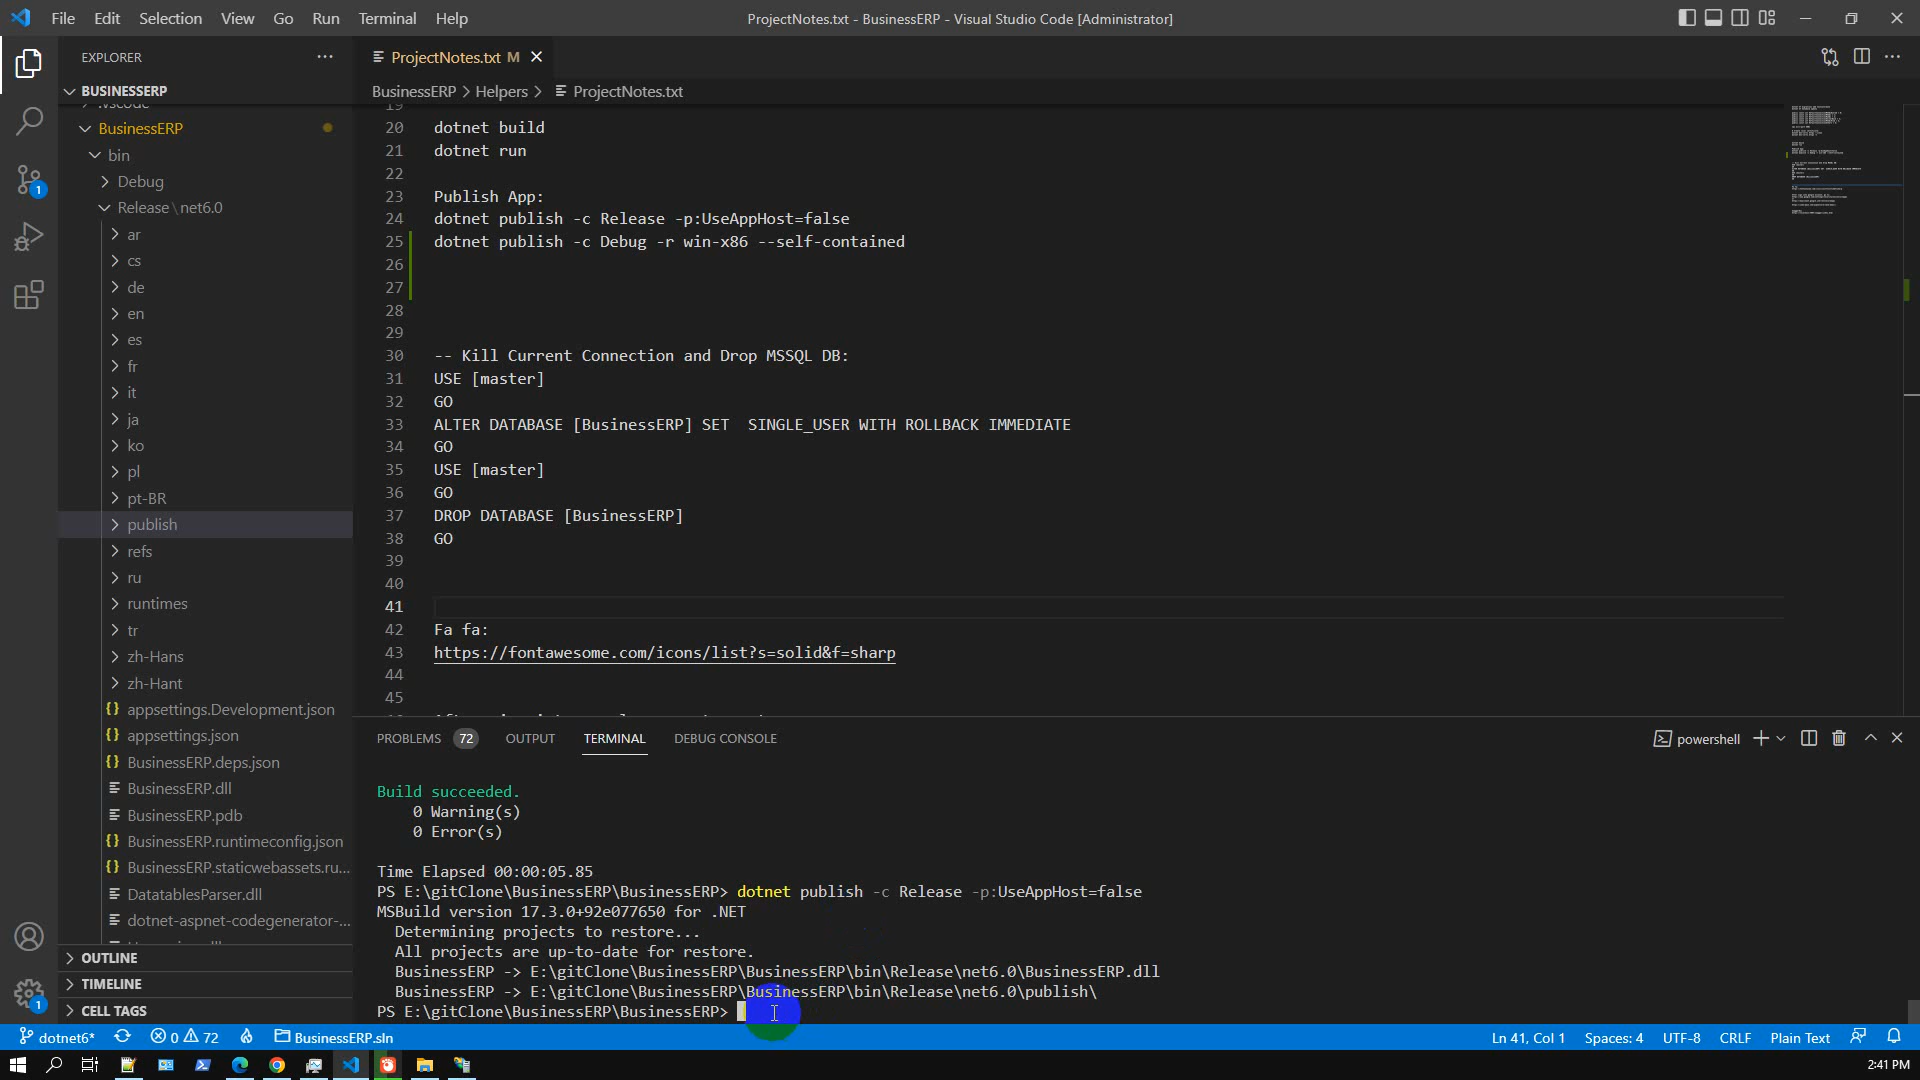 File Edit Selection View Go Run Terminal Help
ProjectNotes.txt - BusinessERP - Visual Studio Code [Administrator]
EXPLORER
BUSINESSERP
.vscode
BusinessERP
bin
Debug
Release\net6.0
ar
cs
de
en
es
fr
it
ja
ko
pl
pt-BR
publish
refs
ru
runtimes
tr
zh-Hans
zh-Hant
appsettings.Development.json
appsettings.json
BusinessERP.deps.json
BusinessERP.dll
BusinessERP.pdb
BusinessERP.runtimeconfig.json
BusinessERP.staticwebassets.ru...
DatatablesParser.dll
dotnet-aspnet-codegenerator-...
OUTLINE
TIMELINE
CELL TAGS
1
1
ProjectNotes.txt M
BusinessERP > Helpers > ProjectNotes.txt
19
20 dotnet build
21 dotnet run
22
23 Publish App:
24 dotnet publish -c Release -p:UseAppHost=false
25 dotnet publish -c Debug -r win-x86 --self-contained
26
27
28
29
30 -- Kill Current Connection and Drop MSSQL DB:
31 USE [master]
32 GO
33 ALTER DATABASE [BusinessERP] SET  SINGLE_USER WITH ROLLBACK IMMEDIATE
34 GO
35 USE [master]
36 GO
37 DROP DATABASE [BusinessERP]
38 GO
39
40
41
42 Fa fa:
43 https://fontawesome.com/icons/list?s=solid&f=sharp
44
45
PROBLEMS 72 OUTPUT TERMINAL DEBUG CONSOLE
powershell
Build succeeded.
0 Warning(s)
0 Error(s)
Time Elapsed 00:00:05.85
PS E:\gitClone\BusinessERP\BusinessERP> dotnet publish -c Release -p:UseAppHost=false
MSBuild version 17.3.0+92e077650 for .NET
Determining projects to restore...
All projects are up-to-date for restore.
BusinessERP -> E:\gitClone\BusinessERP\BusinessERP\bin\Release\net6.0\BusinessERP.dll
BusinessERP -> E:\gitClone\BusinessERP\BusinessERP\bin\Release\net6.0\publish\
PS E:\gitClone\BusinessERP\BusinessERP>
dotnet6* 0 72 BusinessERP.sln
Ln 41, Col 1 Spaces: 4 UTF-8 CRLF Plain Text
2:41 PM